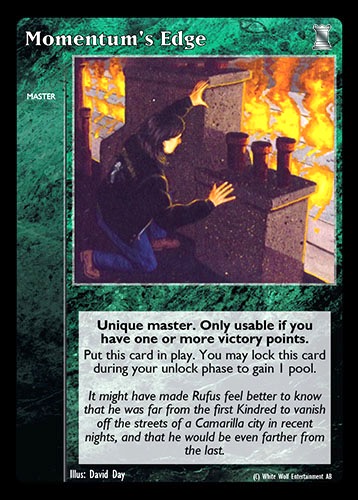 Momentum's Edge
MASTER
Unique master. Only usable if you
have one or more victory points.
Put this card in play. You may lock this card
during your unlock phase to gain 1 pool.
It might have made Rufus feel better to know
that he was far from the first Kindred to vanish
off the streets of a Camarilla city in recent
nights, and that he would be even farther from
the last.
Illus: David Day
(C) White Wolf Entertainment AB